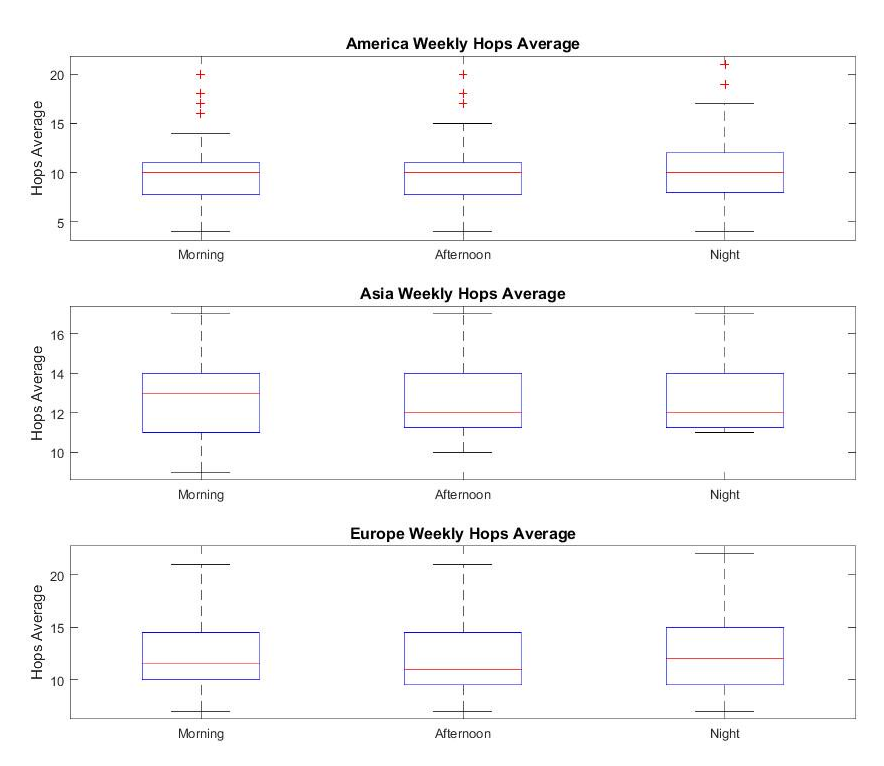 America Weekly Hops Average
Hops Average
20
15
10
5
Morning Afternoon Night
Asia Weekly Hops Average
Hops Average
16
14
12
10
Morning Afternoon Night
Europe Weekly Hops Average
Hops Average
20
15
10
Morning Afternoon Night